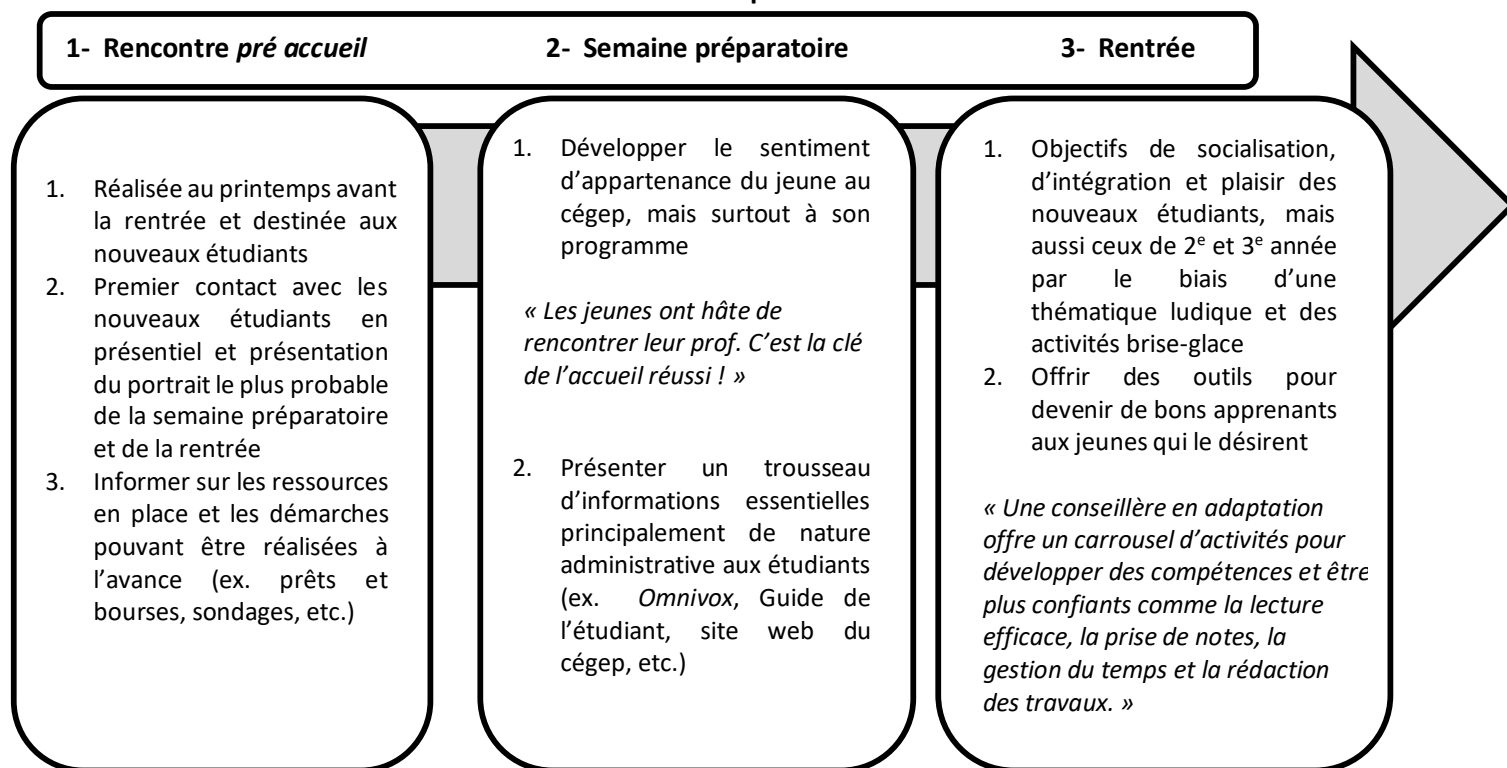 1- Rencontre pré accueil
2- Semaine préparatoire
3- Rentrée
1. Réalisée au printemps avant
la rentrée et destinée aux
nouveaux étudiants
2. Premier contact avec les
nouveaux étudiants en
présentiel et présentation
du portrait le plus probable
de la semaine préparatoire
et de la rentrée
3. Informer sur les ressources
en place et les démarches
pouvant être réalisées à
l’avance (ex. prêts et
bourses, sondages, etc.)
1. Développer le sentiment
d’appartenance du jeune au
cégep, mais surtout à son
programme
« Les jeunes ont hâte de
rencontrer leur prof. C’est la clé
de l’accueil réussi ! »
2. Présenter un trousseau
d’informations essentielles
principalement de nature
administrative aux étudiants
(ex. Omnivox, Guide de
l’étudiant, site web du
cégep, etc.)
1. Objectifs de socialisation,
d’intégration et plaisir des
nouveaux étudiants, mais
aussi ceux de 2e et 3e année
par le biais d’une
thématique ludique et des
activités brise-glace
2. Offrir des outils pour
devenir de bons apprenants
aux jeunes qui le désirent
« Une conseillère en adaptation
offre un carrousel d’activités pour
développer des compétences et être
plus confiants comme la lecture
efficace, la prise de notes, la
gestion du temps et la rédaction
des travaux. »